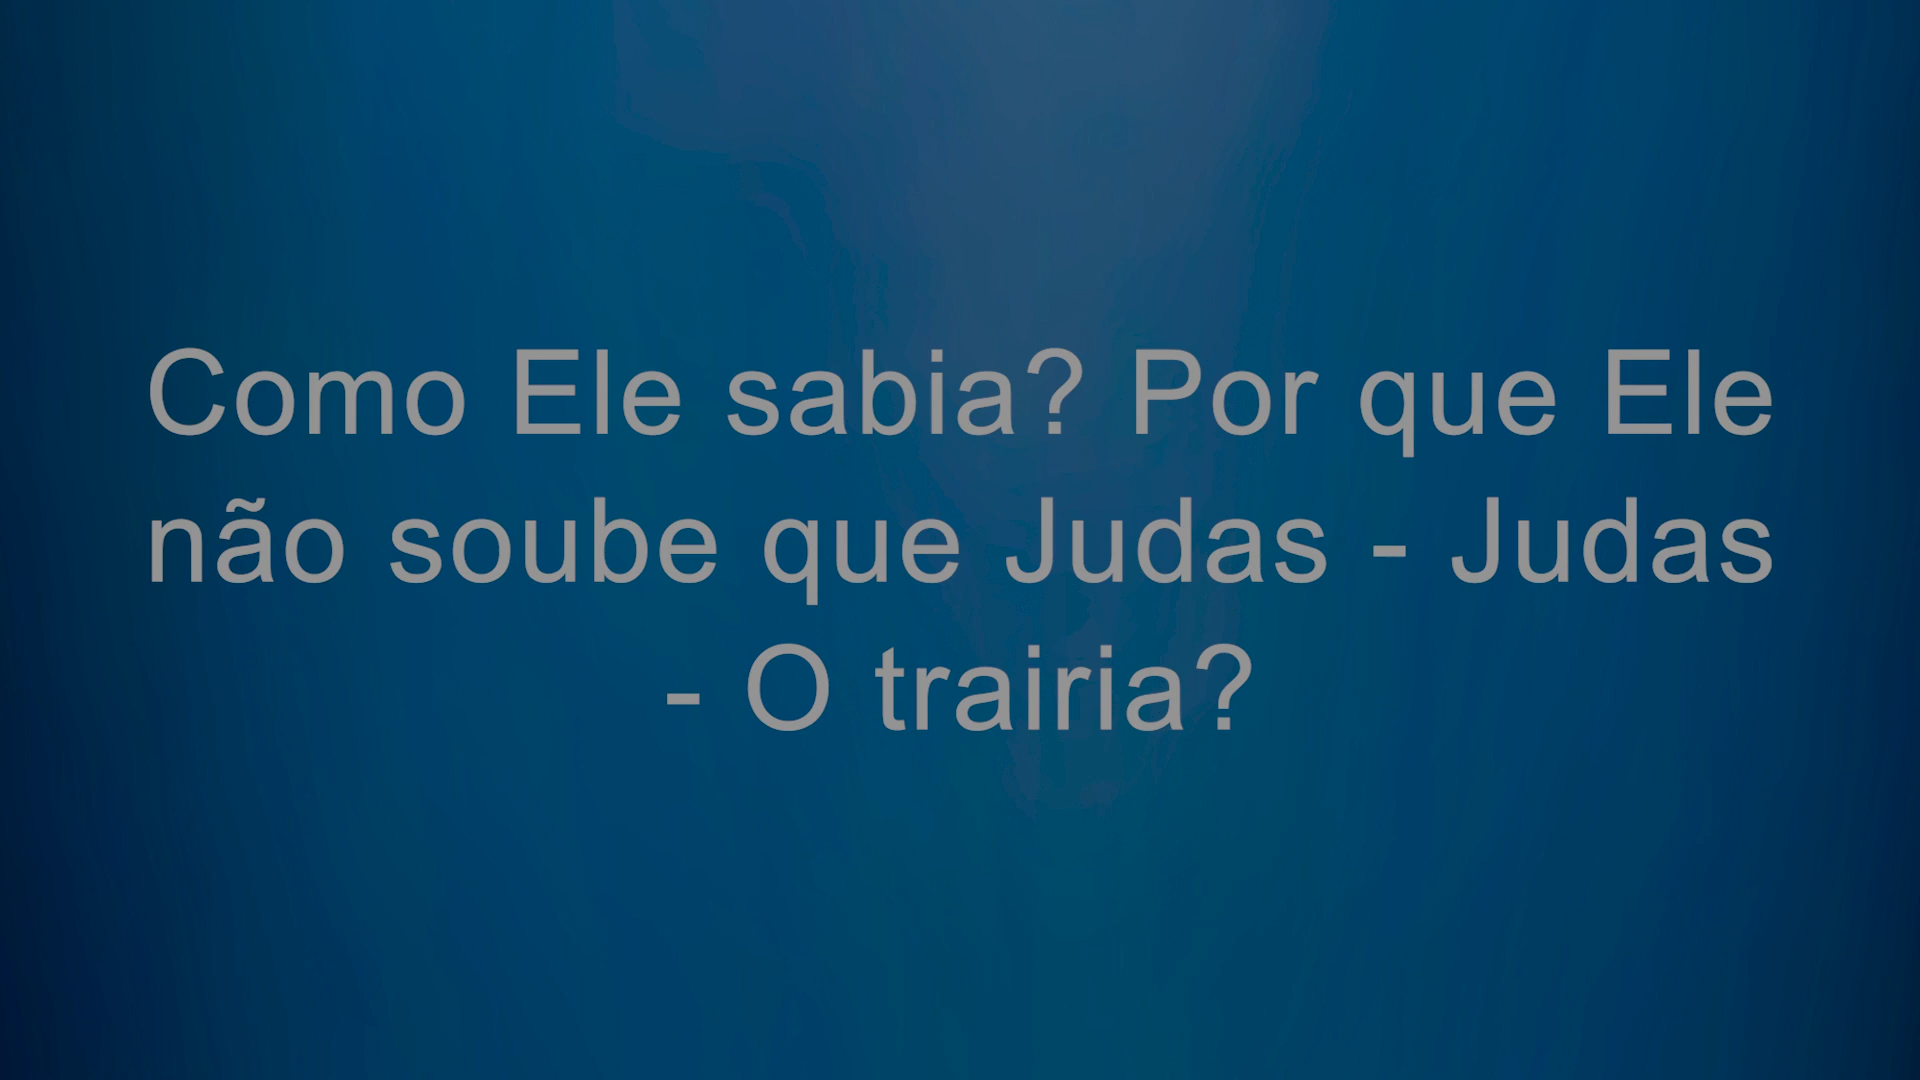 Como Ele sabia? Por que Ele
não soube que Judas - Judas
- O trairia?